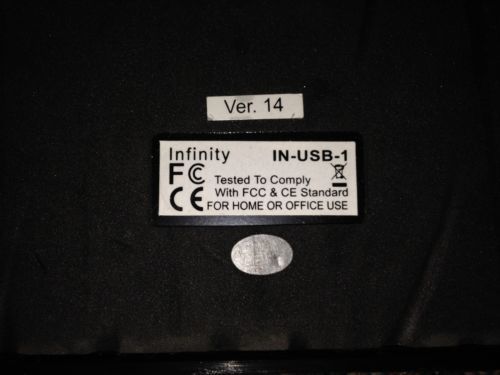 Ver. 14
Infinity IN-USB-1
FC Tested To Comply
CE With FCC & CE Standard
FOR HOME OR OFFICE USE